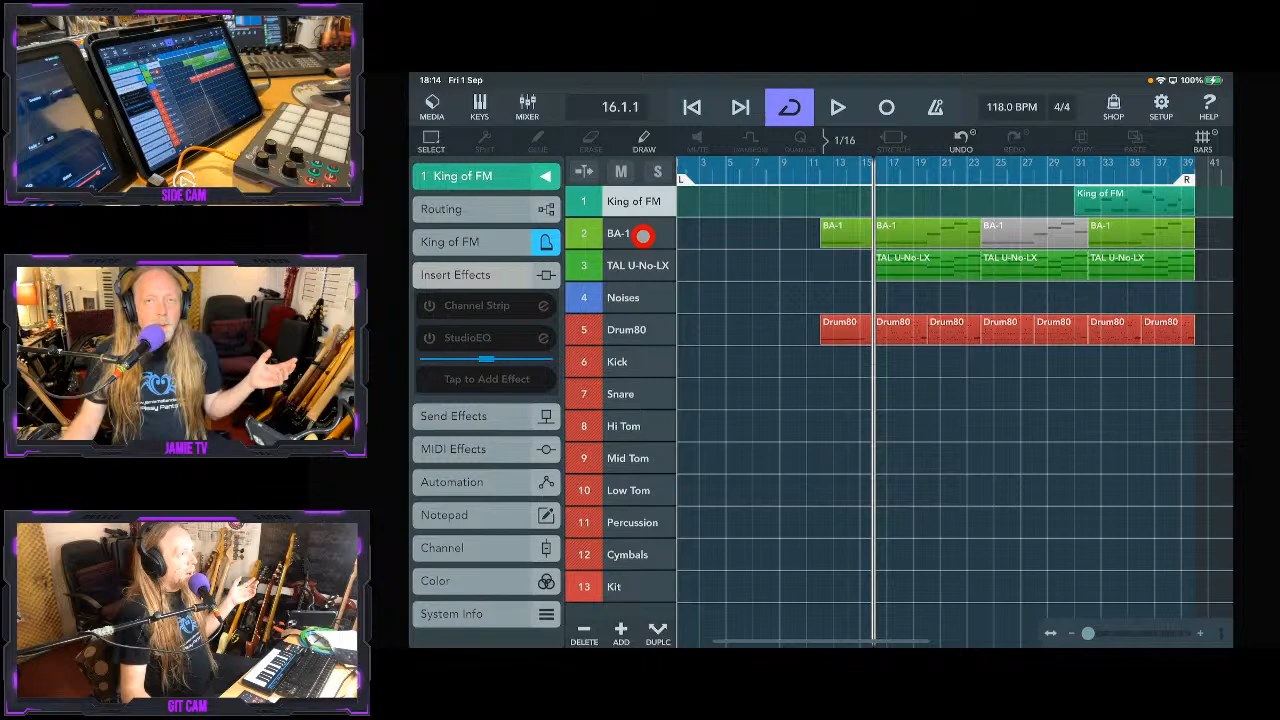 SIDE CAM
JAMIE TV
GIT CAM
18:14 Fri 1 Sep
100%
MEDIA
KEYS
MIXER
16.1.1
118.0 BPM
4/4
SHOP
SETUP
HELP
SELECT
SPLIT
GLUE
ERASE
DRAW
MUTE
TRANSPOSE
QUANTIZE
1/16
STRETCH
UNDO
REDO
COPY
PASTE
BARS
1 King of FM
Routing
King of FM
Insert Effects
Channel Strip
StudioEQ
Tap to Add Effect
Send Effects
MIDI Effects
Automation
Notepad
Channel
Color
System Info
M
S
3 5 7 9 11 13 15 17 19 21 23 25 27 29 31 33 35 37 39 41
L
R
1 King of FM
King of FM
2 BA-1
BA-1
BA-1
BA-1
BA-1
3 TAL U-No-LX
TAL U-No-LX
TAL U-No-LX
TAL U-No-LX
4 Noises
5 Drum80
Drum80
Drum80
Drum80
Drum80
Drum80
Drum80
Drum80
6 Kick
7 Snare
8 Hi Tom
9 Mid Tom
10 Low Tom
11 Percussion
12 Cymbals
13 Kit
DELETE
ADD
DUPLC